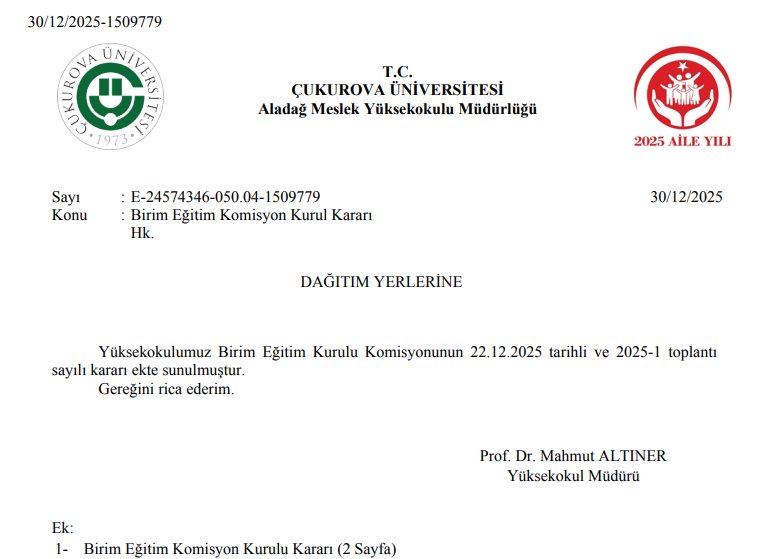 30/12/2025-1509779
ÇUKUROVA ÜNİVERSİTESİ
• 1973 •
T.C.
ÇUKUROVA ÜNİVERSİTESİ
Aladağ Meslek Yüksekokulu Müdürlüğü
2025 AİLE YILI
Sayı : E-24574346-050.04-1509779 30/12/2025
Konu : Birim Eğitim Komisyon Kurul Kararı
Hk.
DAĞITIM YERLERİNE
Yüksekokulumuz Birim Eğitim Kurulu Komisyonunun 22.12.2025 tarihli ve 2025-1 toplantı
sayılı kararı ekte sunulmuştur.
Gereğini rica ederim.
Prof. Dr. Mahmut ALTINER
Yüksekokul Müdürü
Ek:
1- Birim Eğitim Komisyon Kurulu Kararı (2 Sayfa)